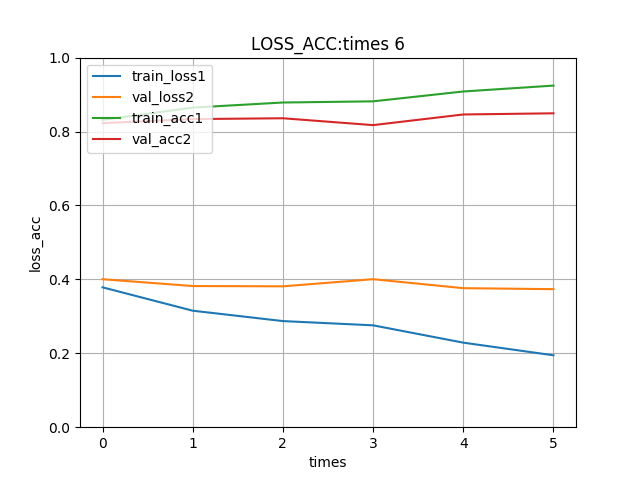 LOSS_ACC:times 6
train_loss1
val_loss2
train_acc1
val_acc2
loss_acc
1.0
0.8
0.6
0.4
0.2
0.0
0 1 2 3 4 5
times